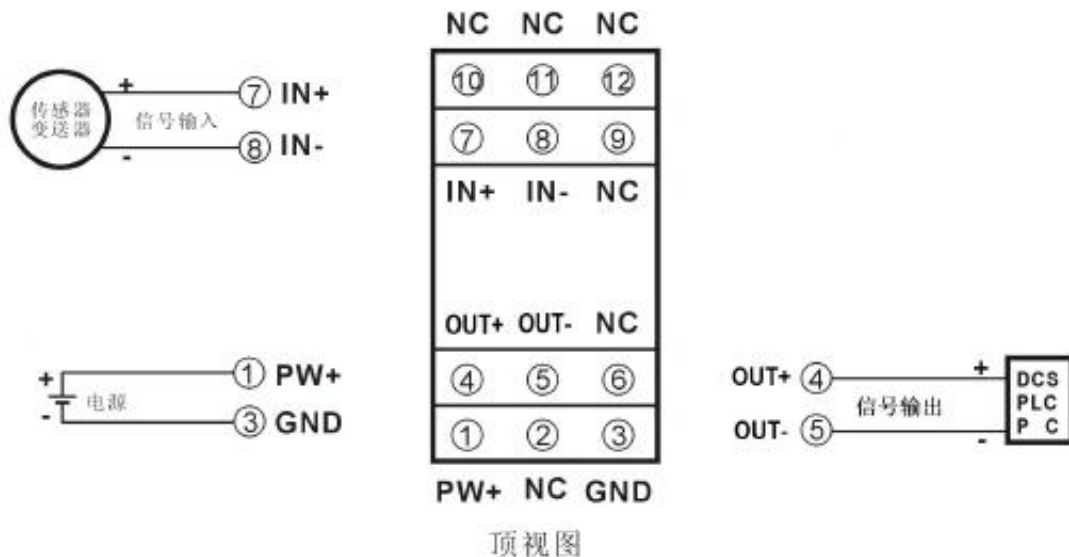 NC NC NC
⑩ ⑪ ⑫
⑦ ⑧ ⑨
IN+ IN- NC
OUT+ OUT- NC
④ ⑤ ⑥
① ② ③
PW+ NC GND
顶视图
传感器
变送器
+
信号输入
-
⑦ IN+
⑧ IN-
+
电源
-
① PW+
③ GND
OUT+ ④
信号输出
OUT- ⑤
+
-
DCS
PLC
P C